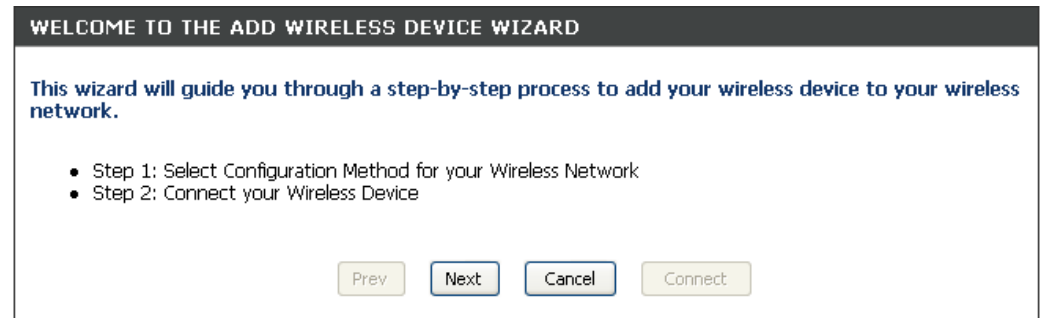 WELCOME TO THE ADD WIRELESS DEVICE WIZARD
This wizard will guide you through a step-by-step process to add your wireless device to your wireless
network.
• Step 1: Select Configuration Method for your Wireless Network
• Step 2: Connect your Wireless Device
Prev Next Cancel Connect